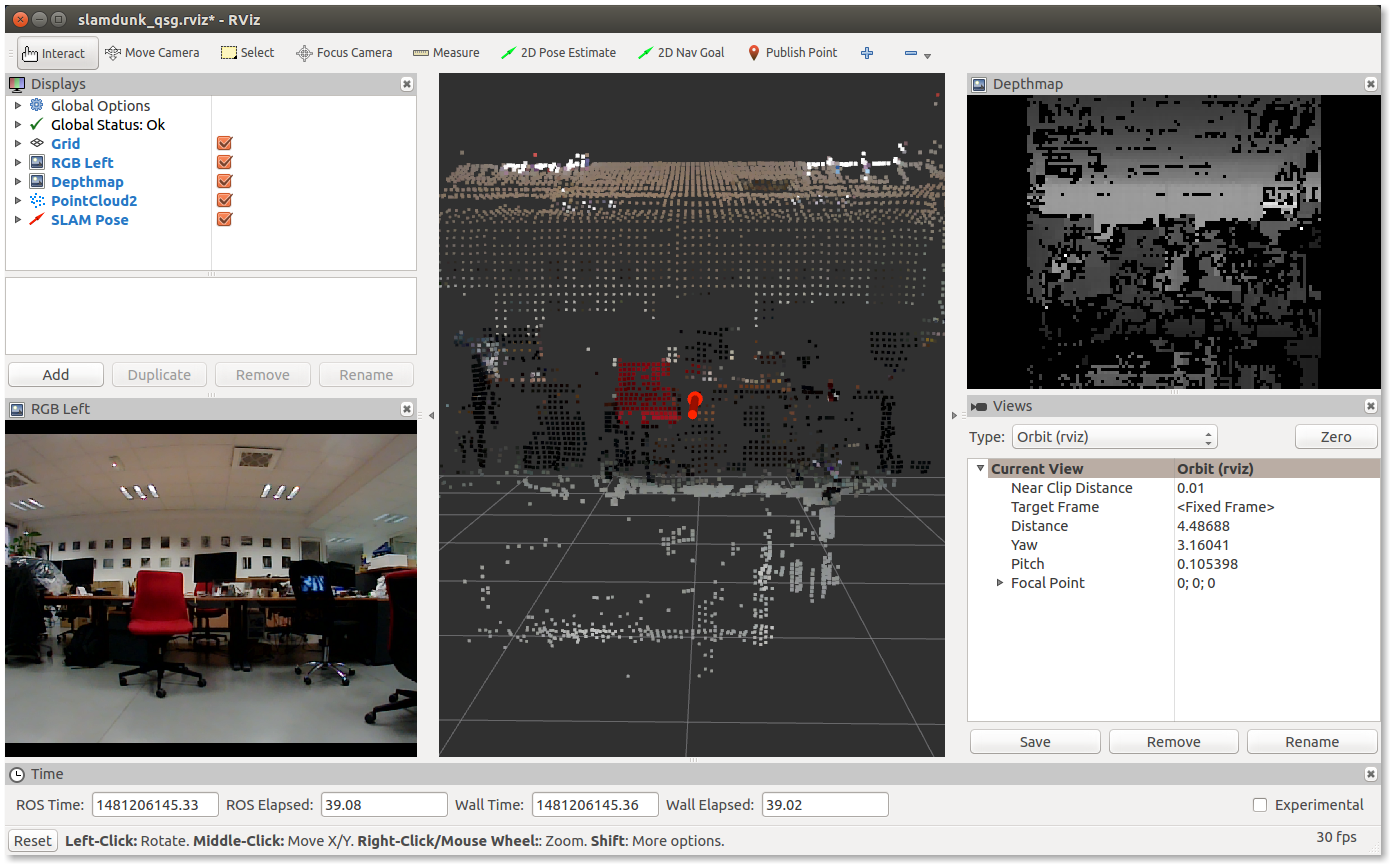 slamdunk_qsg.rviz* - RViz
Interact Move Camera Select Focus Camera Measure 2D Pose Estimate 2D Nav Goal Publish Point
Displays
Global Options
Global Status: Ok
Grid
RGB Left
Depthmap
PointCloud2
SLAM Pose
Add Duplicate Remove Rename
RGB Left
Depthmap
Views
Type: Orbit (rviz) Zero
Current View Orbit (rviz)
Near Clip Distance 0.01
Target Frame <Fixed Frame>
Distance 4.48688
Yaw 3.16041
Pitch 0.105398
Focal Point 0; 0; 0
Save Remove Rename
Time
ROS Time: 1481206145.33 ROS Elapsed: 39.08 Wall Time: 1481206145.36 Wall Elapsed: 39.02 Experimental
Reset Left-Click: Rotate. Middle-Click: Move X/Y. Right-Click/Mouse Wheel:: Zoom. Shift: More options. 30 fps